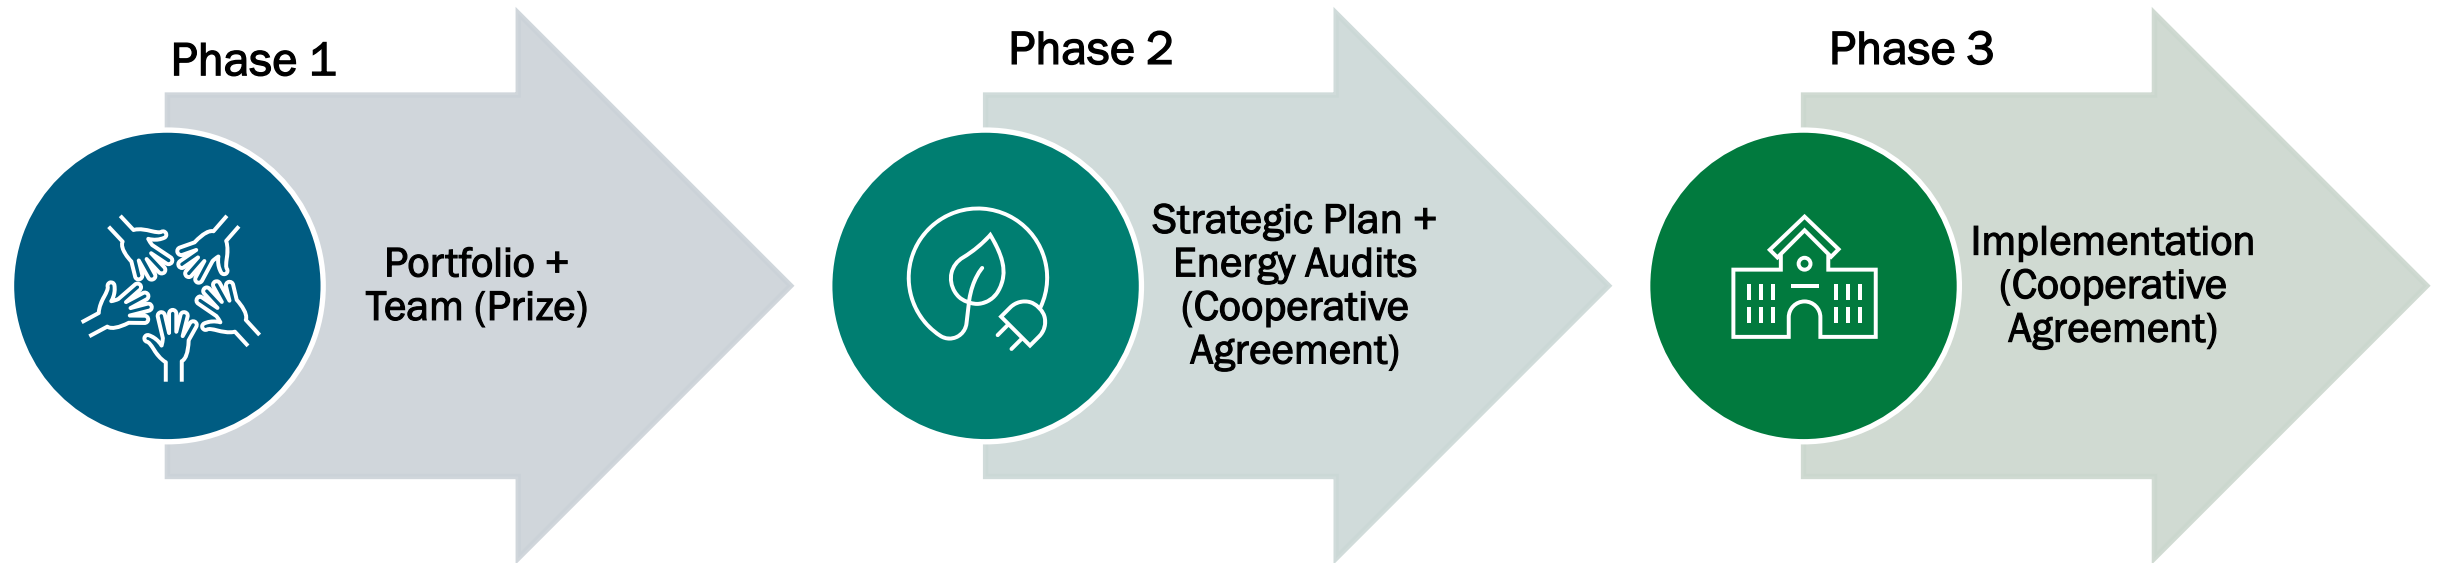 Phase 1
Portfolio +
Team (Prize)
Phase 2
Strategic Plan +
Energy Audits
(Cooperative
Agreement)
Phase 3
Implementation
(Cooperative
Agreement)